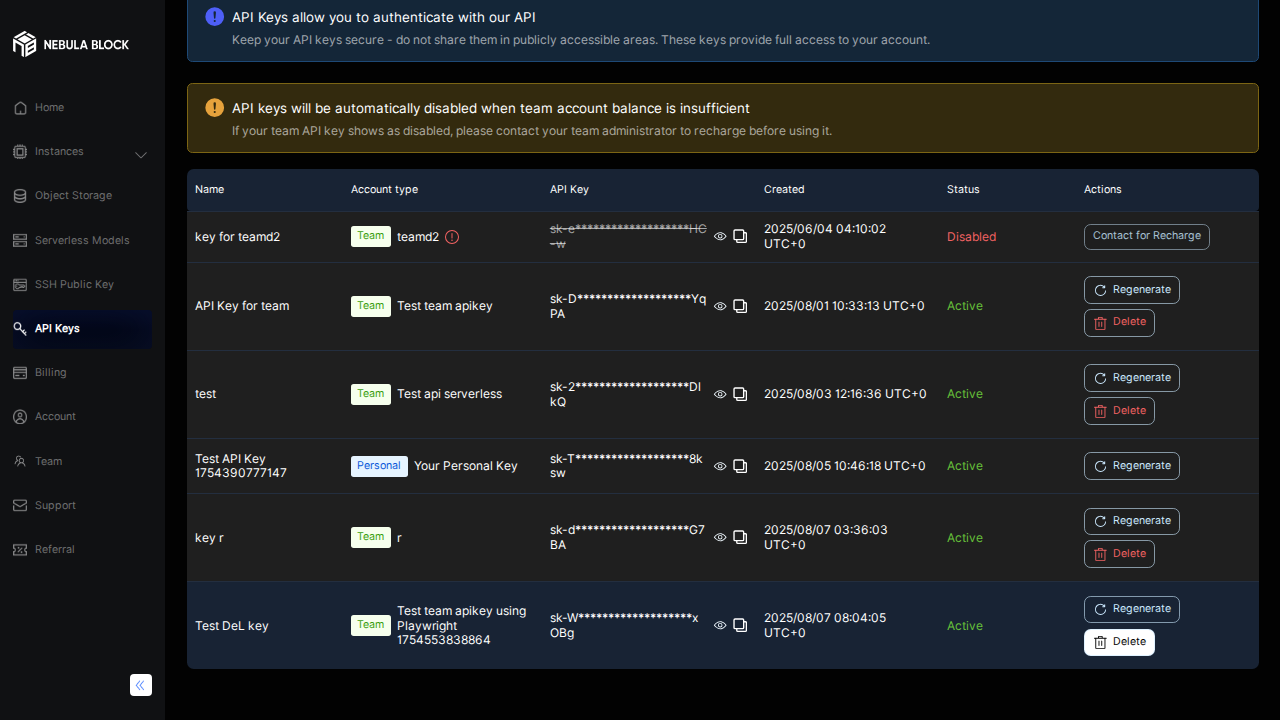 API Keys allow you to authenticate with our API
Keep your API keys secure - do not share them in publicly accessible areas. These keys provide full access to your account.
NEBULA BLOCK
Home
Instances
Object Storage
Serverless Models
SSH Public Key
API Keys
Billing
Account
Team
Support
Referral
API keys will be automatically disabled when team account balance is insufficient
If your team API key shows as disabled, please contact your team administrator to recharge before using it.
Name Account type API Key Created Status Actions
key for teamd2 Team teamd2 sk-e*******************HC
-w 2025/06/04 04:10:02
UTC+0 Disabled Contact for Recharge
API Key for team Team Test team apikey sk-D*******************Yq
PA 2025/08/01 10:33:13 UTC+0 Active Regenerate
Delete
test Team Test api serverless sk-2*******************DI
kQ 2025/08/03 12:16:36 UTC+0 Active Regenerate
Delete
Test API Key
1754390777147 Personal Your Personal Key sk-T*******************8k
sw 2025/08/05 10:46:18 UTC+0 Active Regenerate
key r Team r sk-d*******************G7
BA 2025/08/07 03:36:03
UTC+0 Active Regenerate
Delete
Test DeL key Team Test team apikey using
Playwright
1754553838864 sk-W*******************x
OBg 2025/08/07 08:04:05
UTC+0 Active Regenerate
Delete